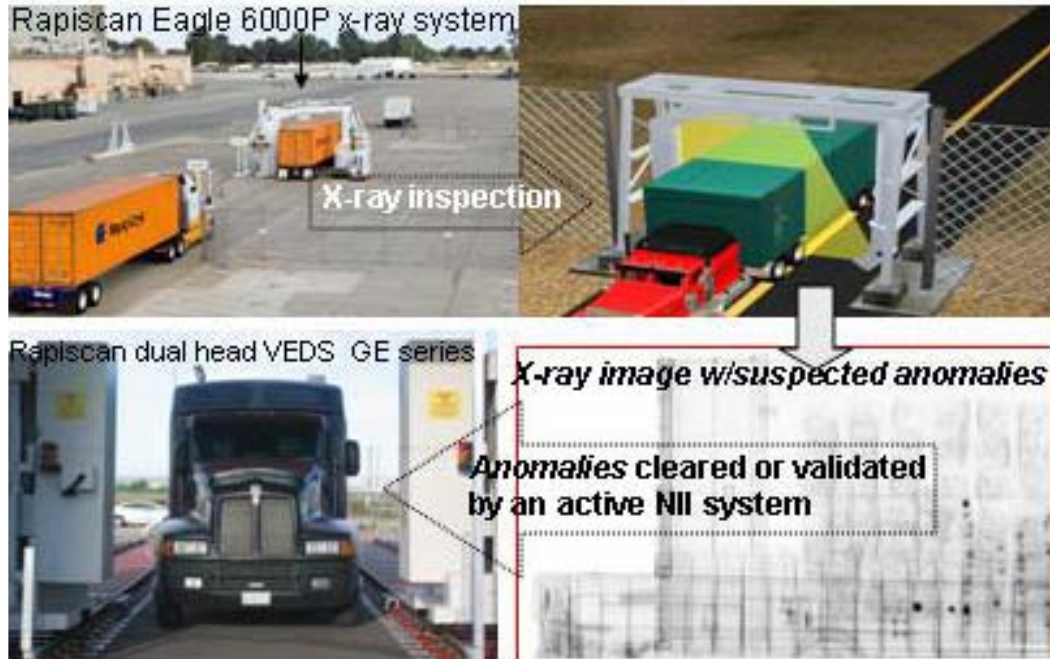 Rapiscan Eagle 6000P x-ray system
X-ray inspection
Rapiscan dual head VEDS GE series
X-ray image w/suspected anomalies
Anomalies cleared or validated
by an active NII system